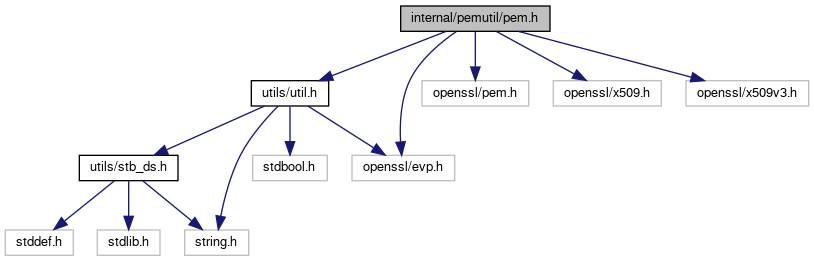 internal/pemutil/pem.h
utils/util.h
openssl/pem.h
openssl/x509.h
openssl/x509v3.h
utils/stb_ds.h
stdbool.h
openssl/evp.h
stddef.h
stdlib.h
string.h